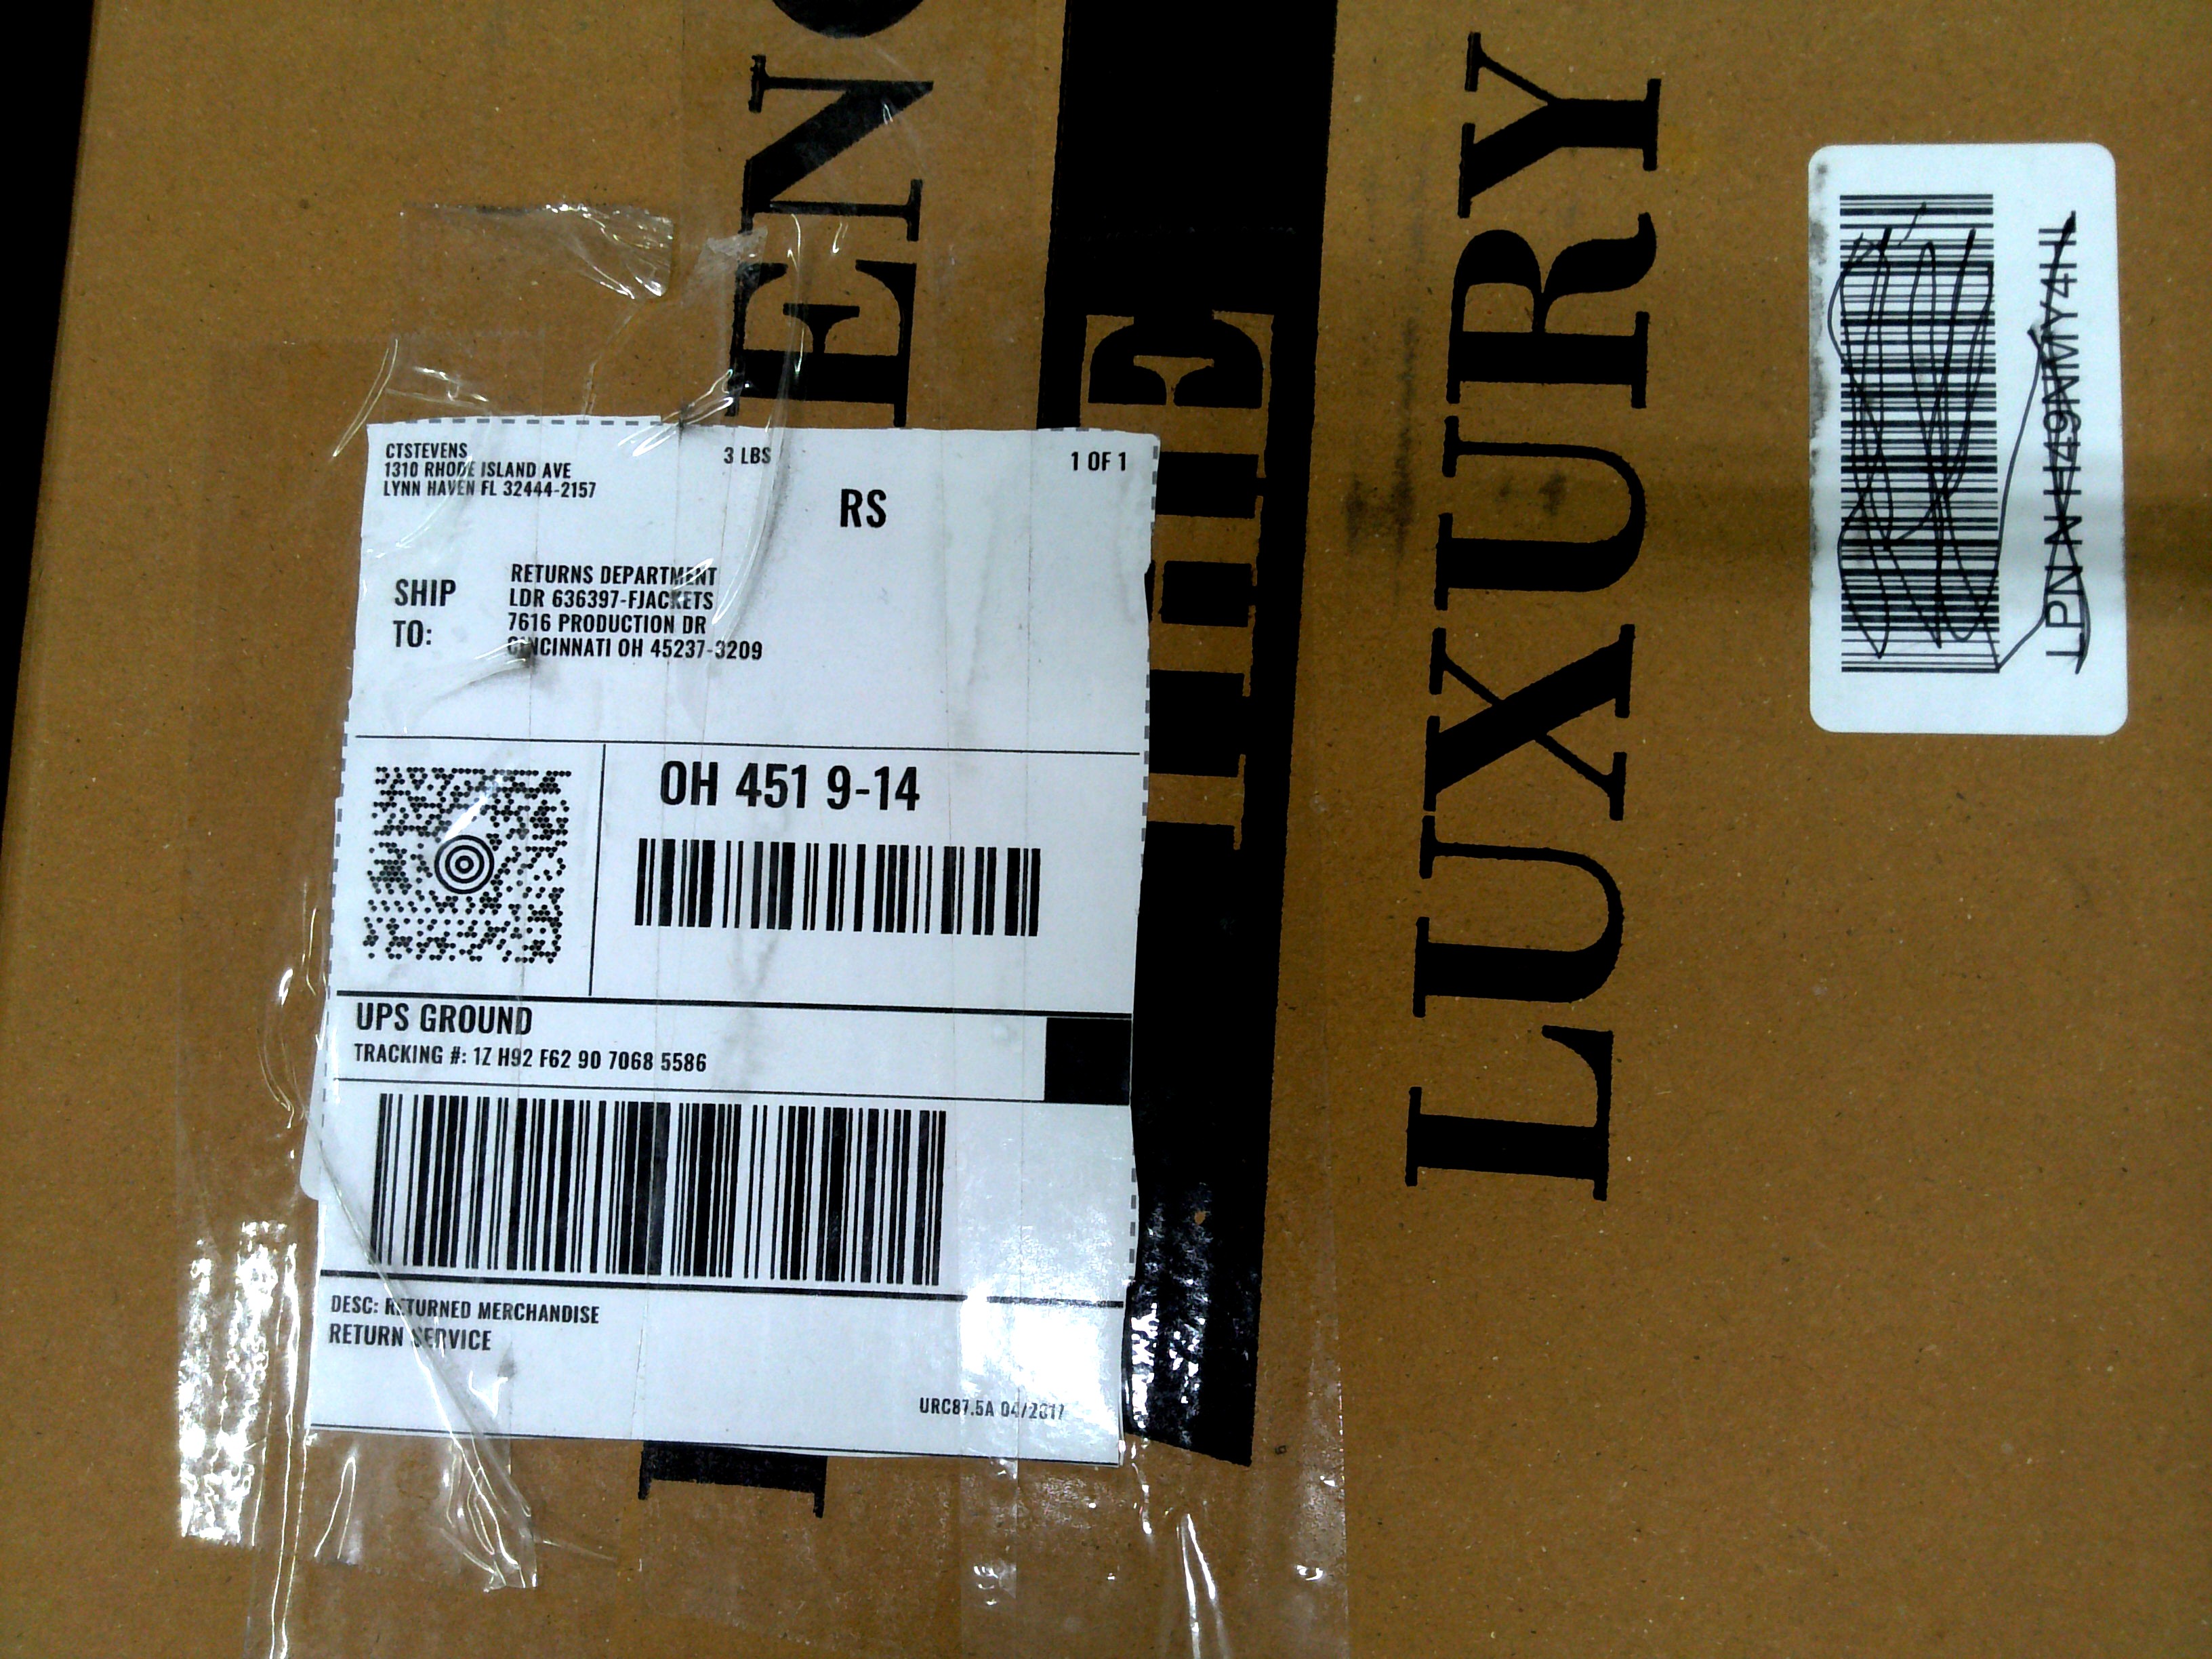 CTSTEVENS
1310 RHODE ISLAND AVE
LYNN HAVEN FL 32444-2157
3 LBS
1 OF 1
RS
SHIP
TO:
RETURNS DEPARTMENT
LDR 636397-FJACKETS
7616 PRODUCTION DR
CINCINNATI OH 45237-3209
OH 451 9-14
UPS GROUND
TRACKING #: 1Z H92 F62 90 7068 5586
DESC: RETURNED MERCHANDISE
RETURN SERVICE
URC87.5A 04/2017
LUXURY